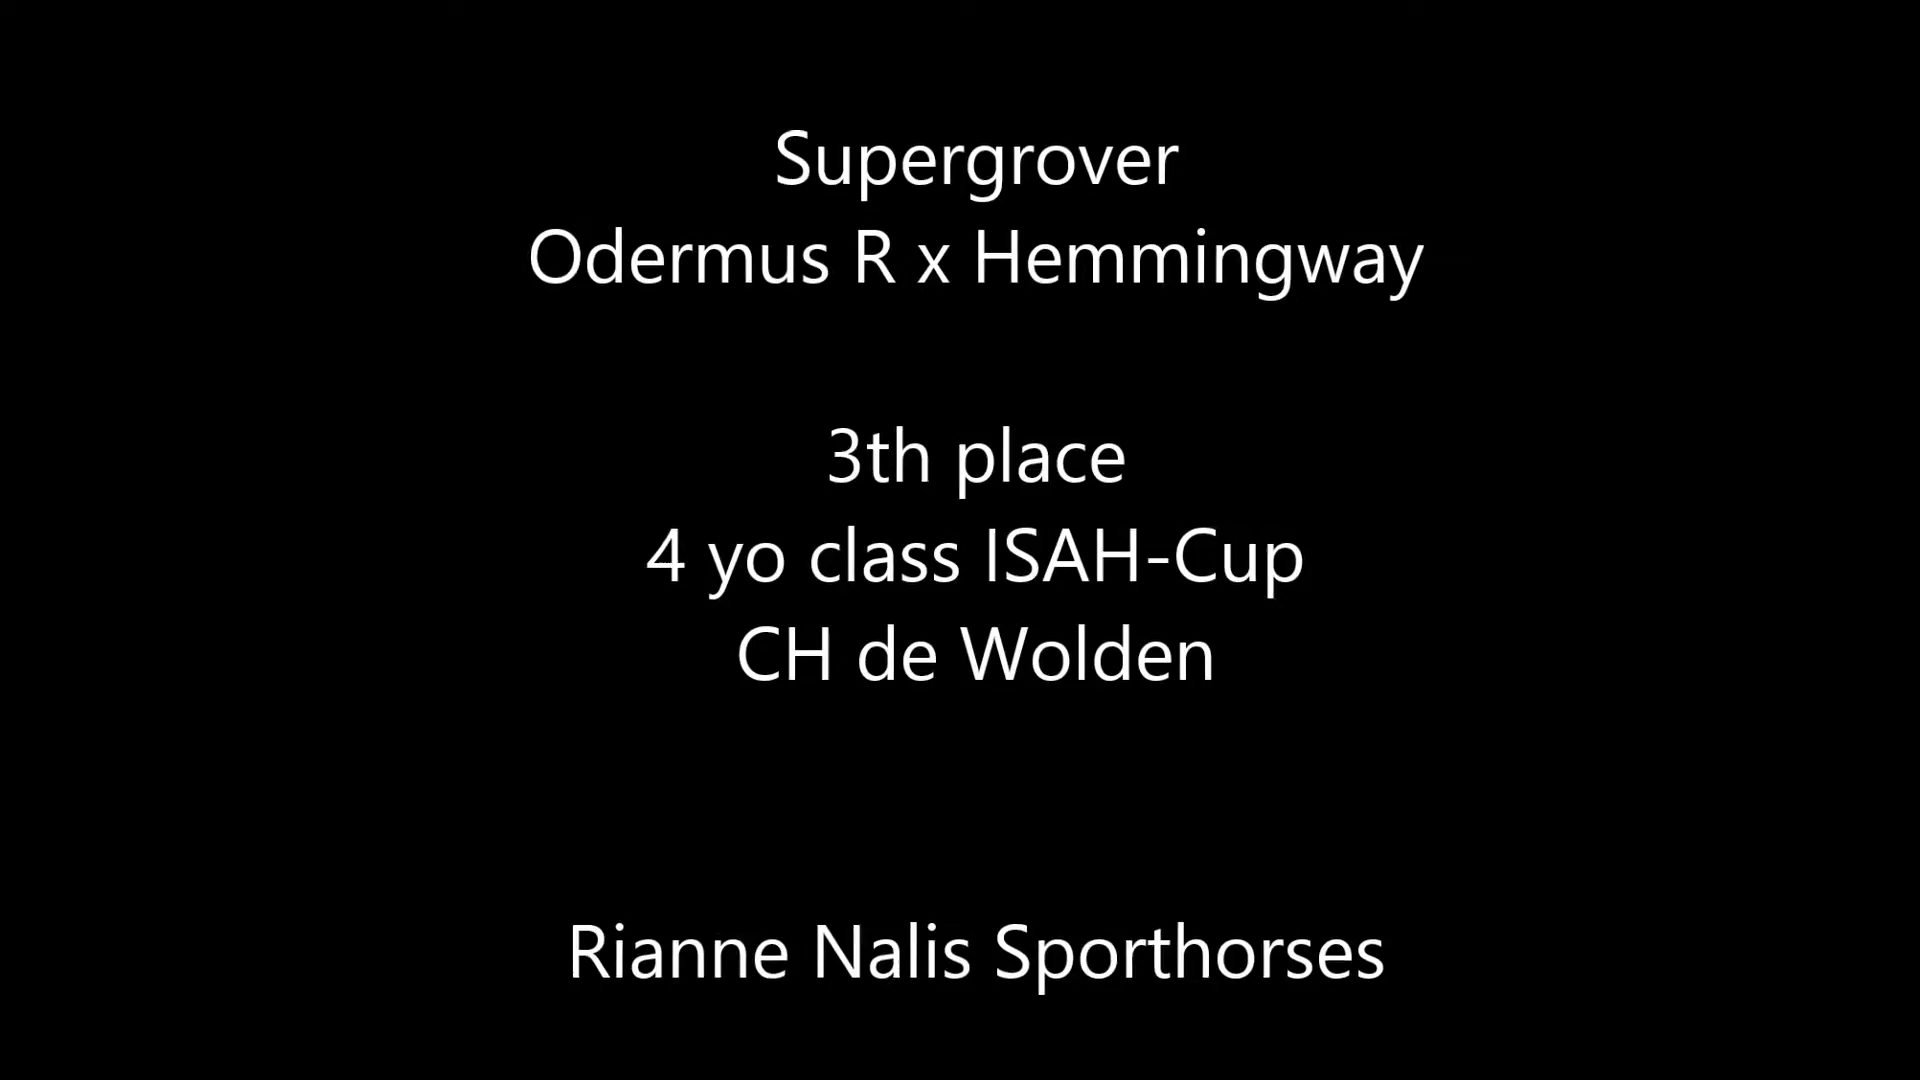 Supergrover
Odermus R x Hemmingway
3th place
4 yo class ISAH-Cup
CH de Wolden
Rianne Nalis Sporthorses